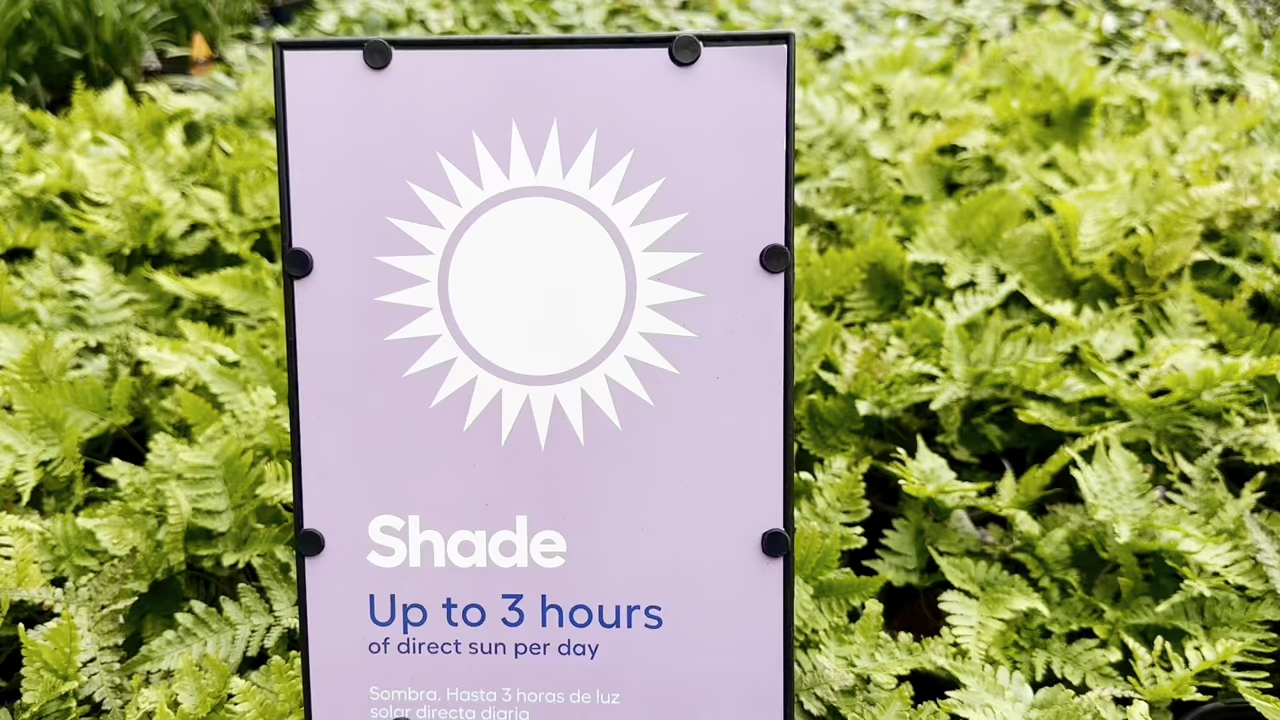 Shade
Up to 3 hours
of direct sun per day
Sombra. Hasta 3 horas de luz
solar directa diaria